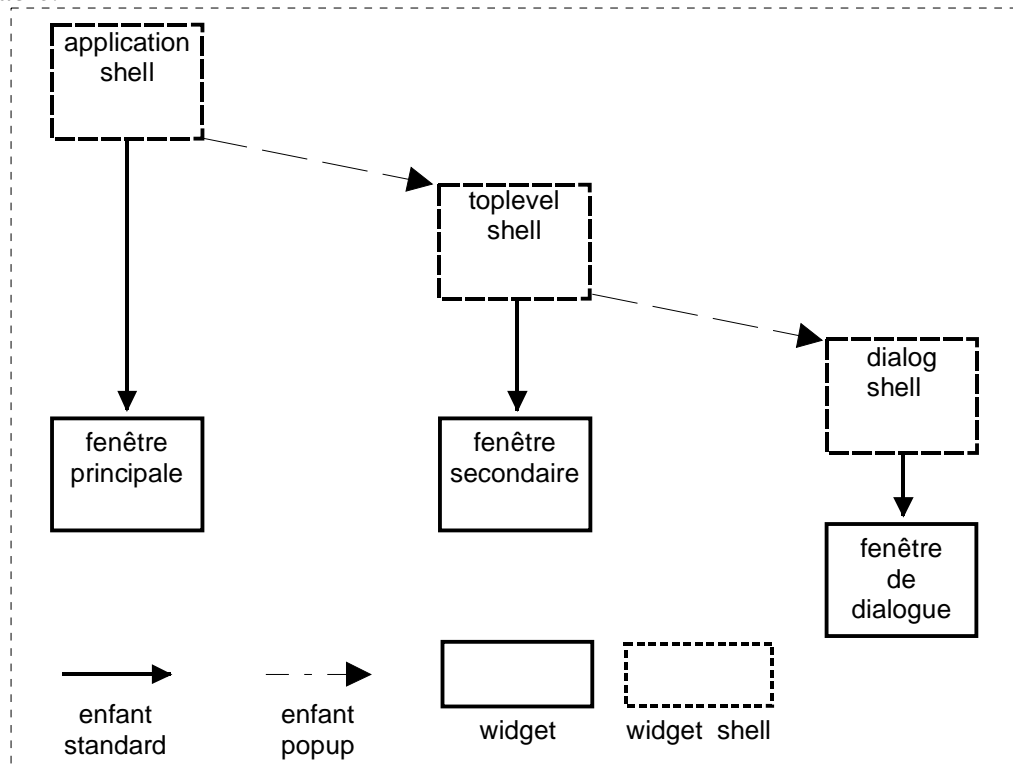 application
shell
toplevel
shell
dialog
shell
fenêtre
principale
fenêtre
secondaire
fenêtre
de
dialogue
enfant
standard
enfant
popup
widget
widget shell